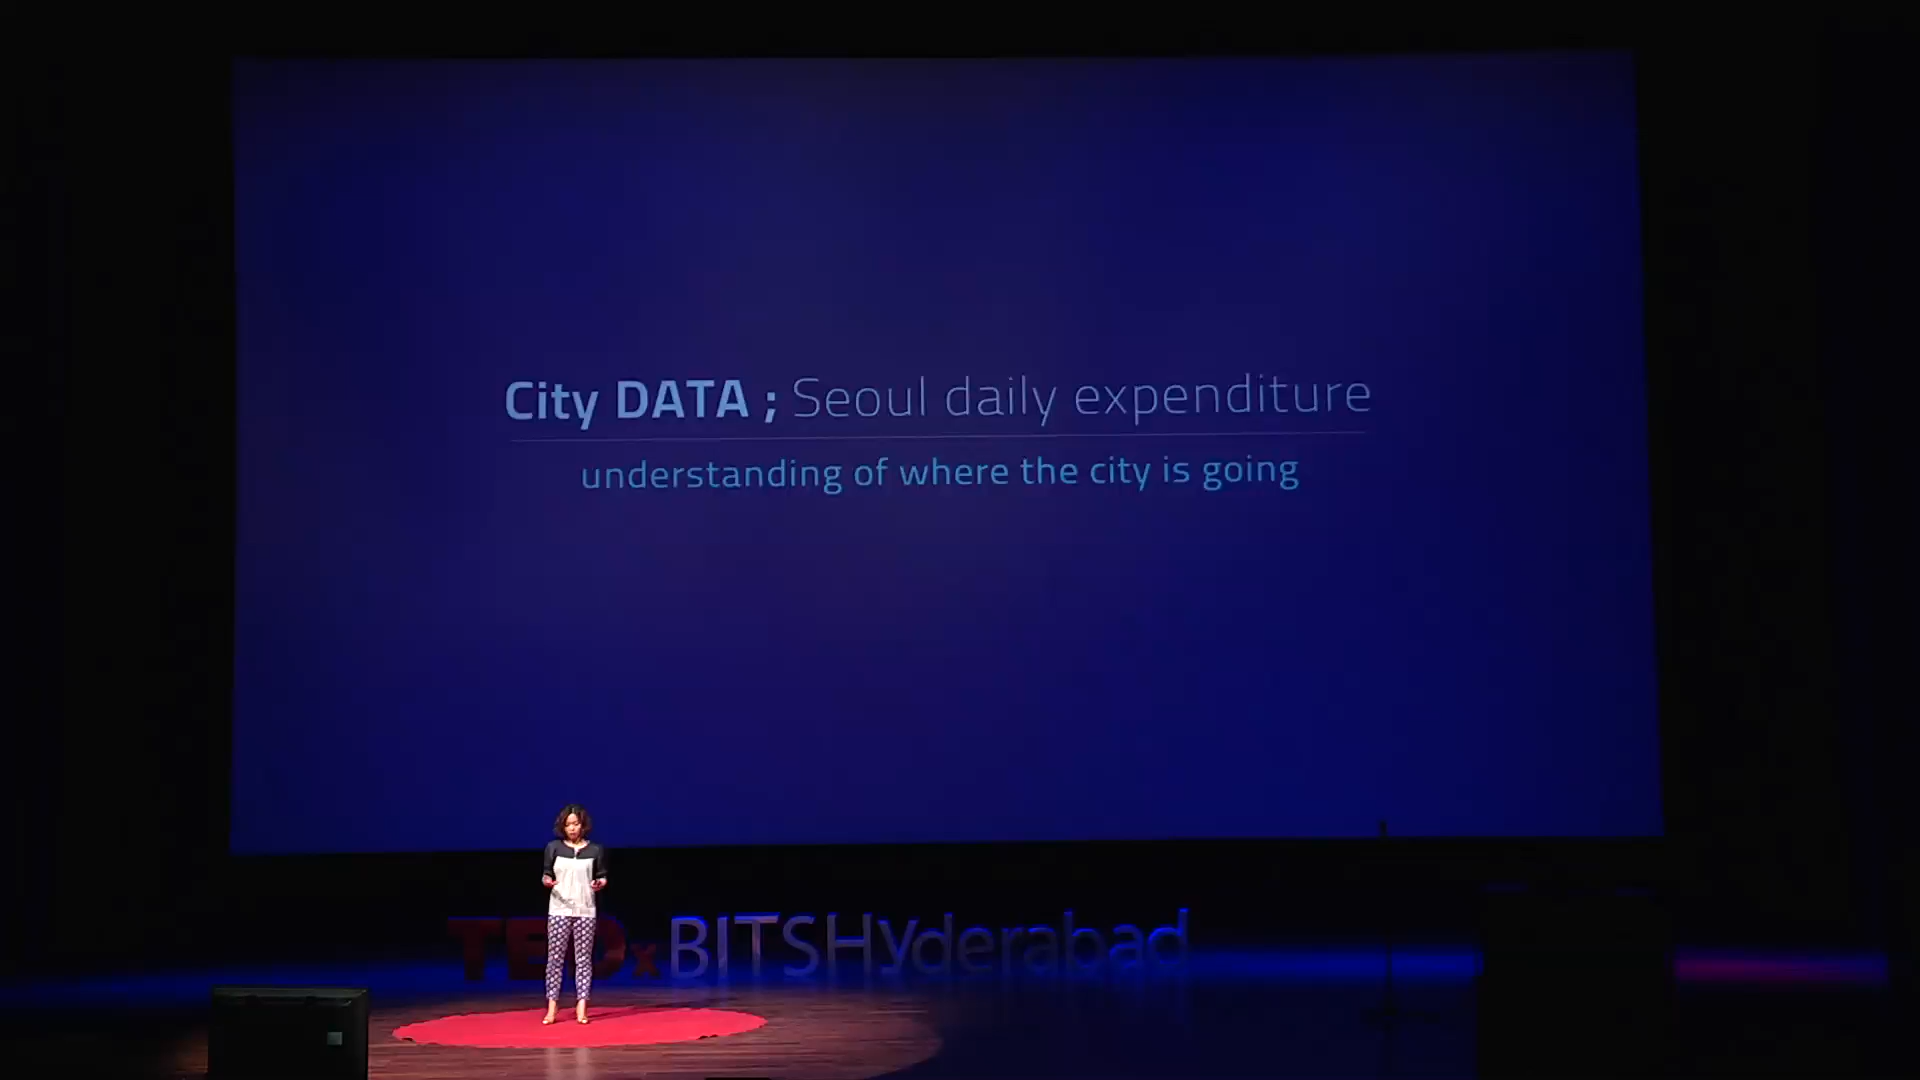 City DATA ; Seoul daily expenditure
understanding of where the city is going
TEDxBITSHyderabad